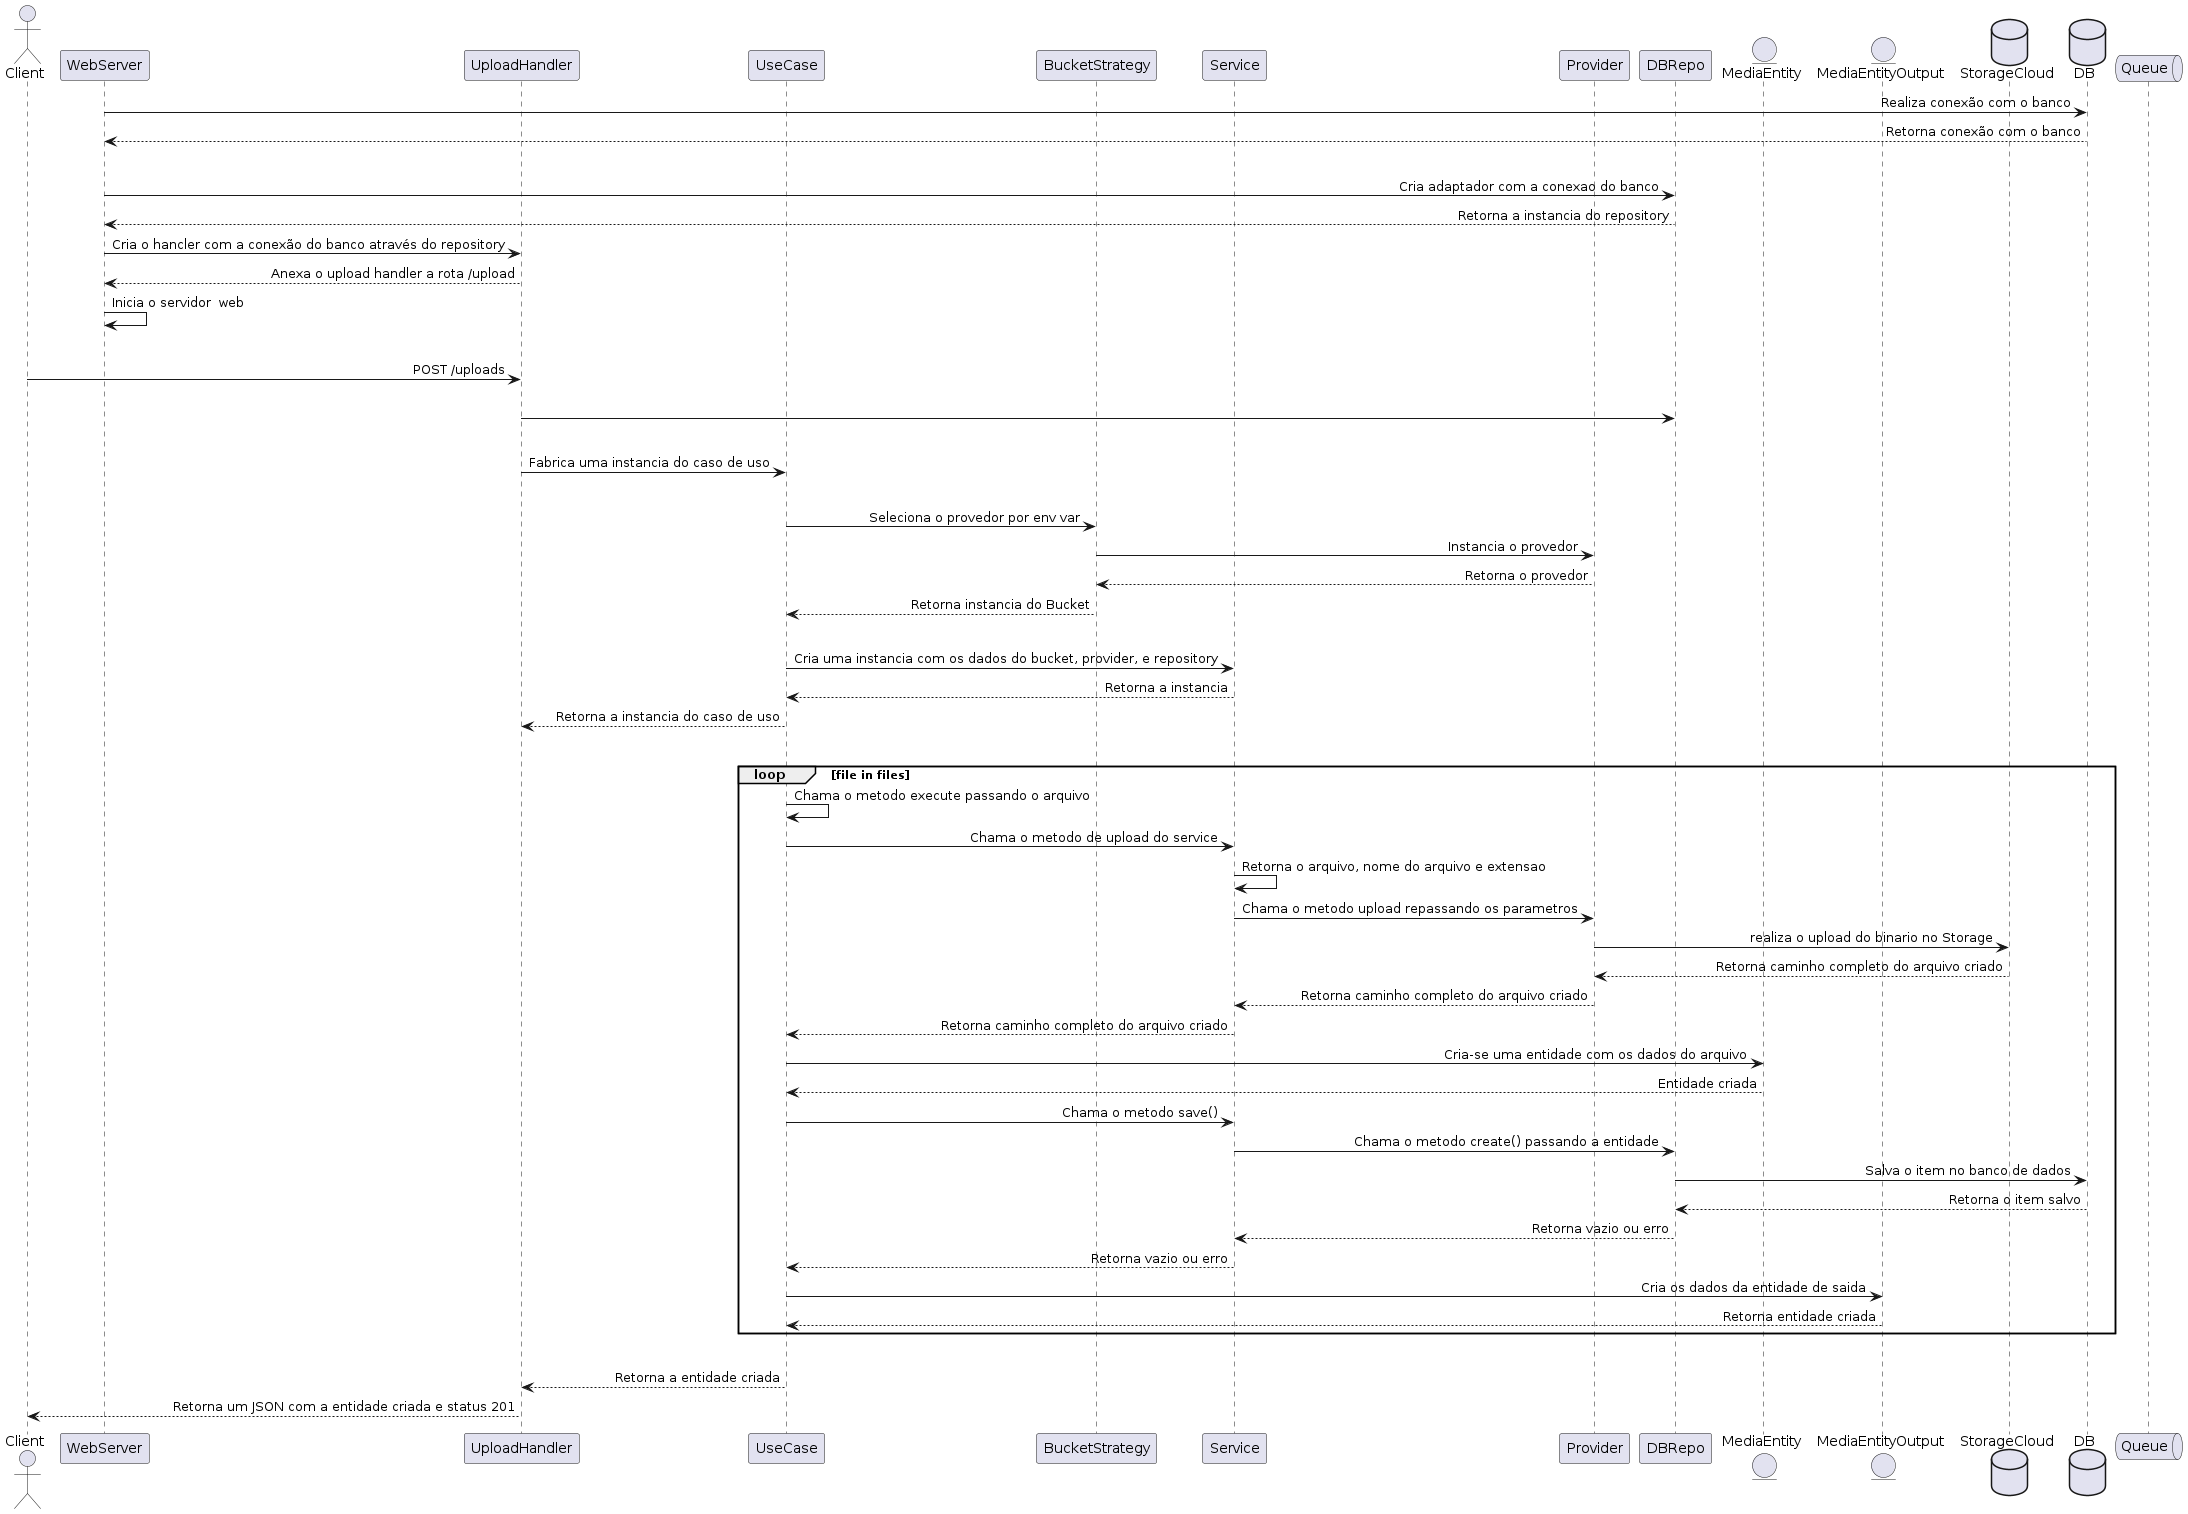 Client
WebServer
UploadHandler
UseCase
BucketStrategy
Service
Provider
DBRepo
MediaEntity
MediaEntityOutput
StorageCloud
DB
Queue
Realiza conexão com o banco
Retorna conexão com o banco
Cria adaptador com a conexao do banco
Retorna a instancia do repository
Cria o hancler com a conexão do banco através do repository
Anexa o upload handler a rota /upload
Inicia o servidor  web
POST /uploads
Fabrica uma instancia do caso de uso
Seleciona o provedor por env var
Instancia o provedor
Retorna o provedor
Retorna instancia do Bucket
Cria uma instancia com os dados do bucket, provider, e repository
Retorna a instancia
Retorna a instancia do caso de uso
loop [file in files]
Chama o metodo execute passando o arquivo
Chama o metodo de upload do service
Retorna o arquivo, nome do arquivo e extensao
Chama o metodo upload repassando os parametros
realiza o upload do binario no Storage
Retorna caminho completo do arquivo criado
Retorna caminho completo do arquivo criado
Retorna caminho completo do arquivo criado
Cria-se uma entidade com os dados do arquivo
Entidade criada
Chama o metodo save()
Chama o metodo create() passando a entidade
Salva o item no banco de dados
Retorna o item salvo
Retorna vazio ou erro
Retorna vazio ou erro
Cria os dados da entidade de saida
Retorna entidade criada
Retorna a entidade criada
Retorna um JSON com a entidade criada e status 201
Client
WebServer
UploadHandler
UseCase
BucketStrategy
Service
Provider
DBRepo
MediaEntity
MediaEntityOutput
StorageCloud
DB
Queue